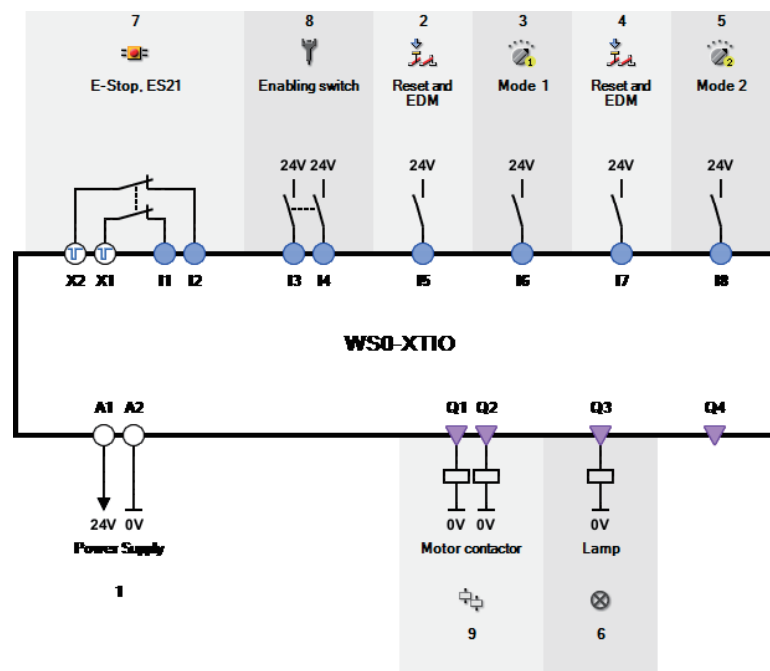 7 8 2 3 4 5
1 2
E-Stop, ES21 Enabling switch Reset and EDM Mode 1 Reset and EDM Mode 2
24V 24V 24V 24V 24V 24V
X2 X1 I1 I2 I3 I4 I5 I6 I7 I8
WS0-XTIO
A1 A2 Q1 Q2 Q3 Q4
24V 0V 0V 0V 0V
Power Supply Motor contactor Lamp
1
9 6